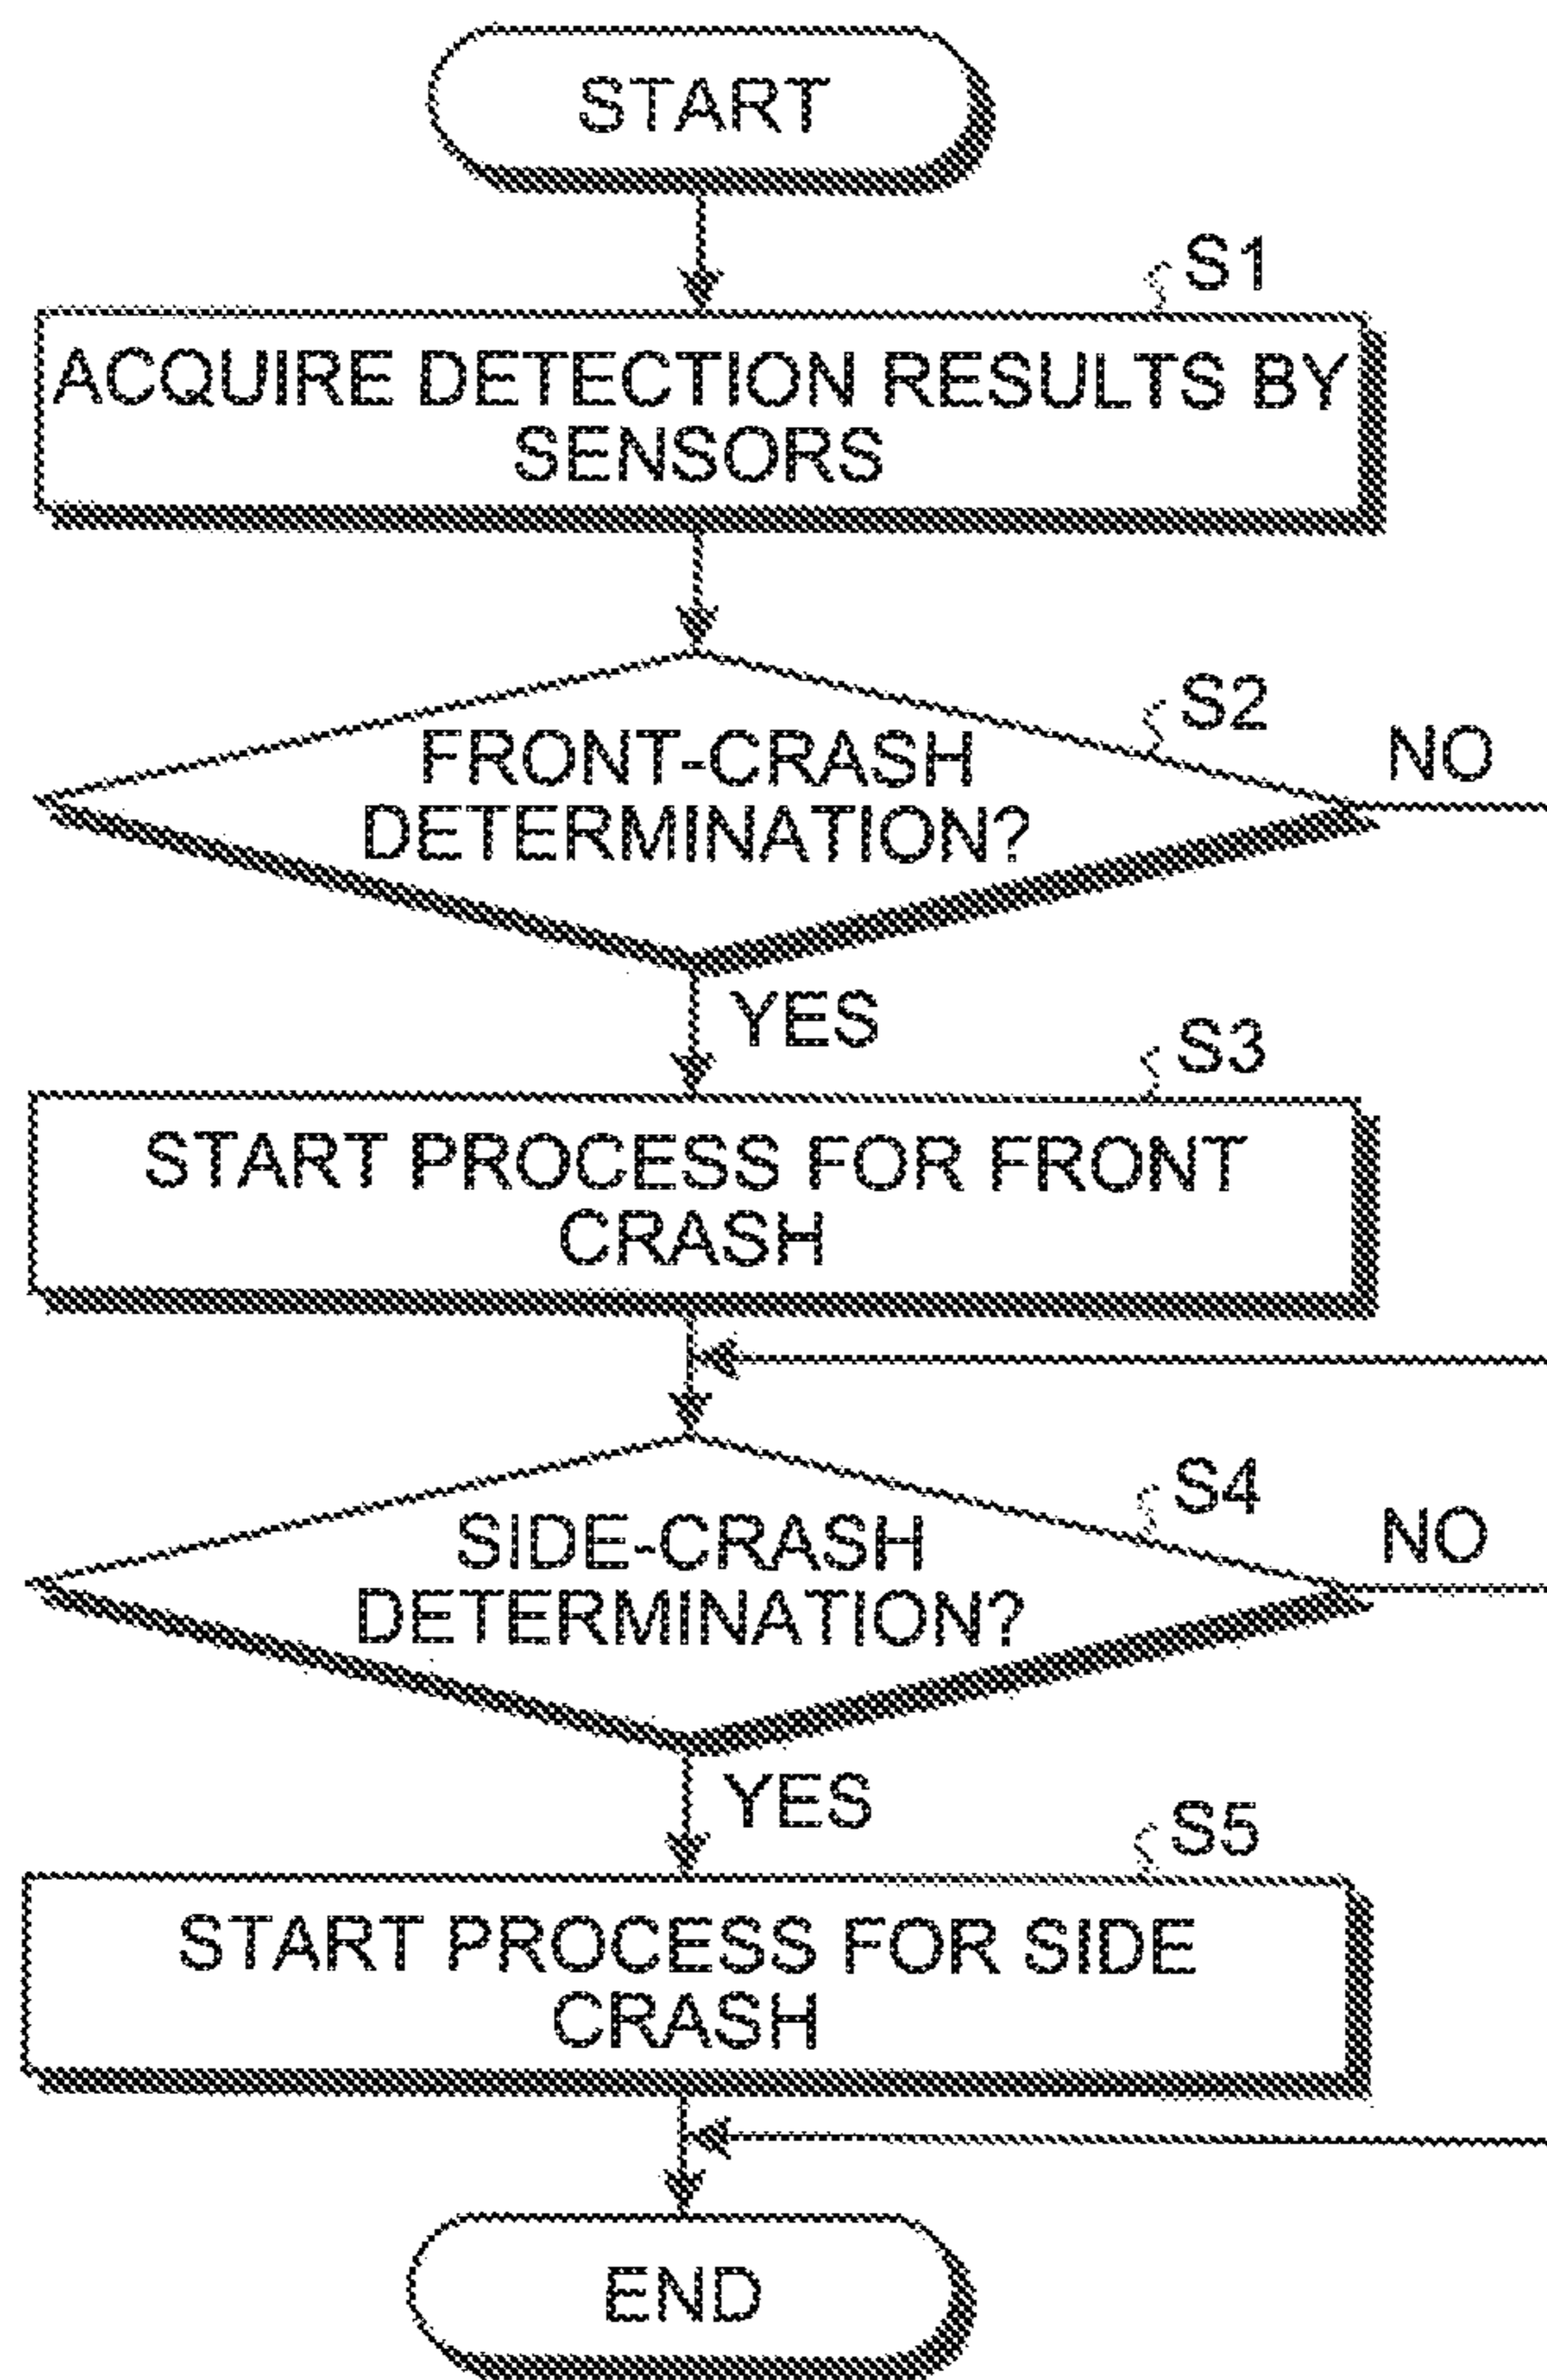 START
S1
ACQUIRE DETECTION RESULTS BY
SENSORS
S2
NO
FRONT-CRASH
DETERMINATION?
YES
S3
START PROCESS FOR FRONT
CRASH
S4
NO
SIDE-CRASH
DETERMINATION?
YES
S5
START PROCESS FOR SIDE
CRASH
END